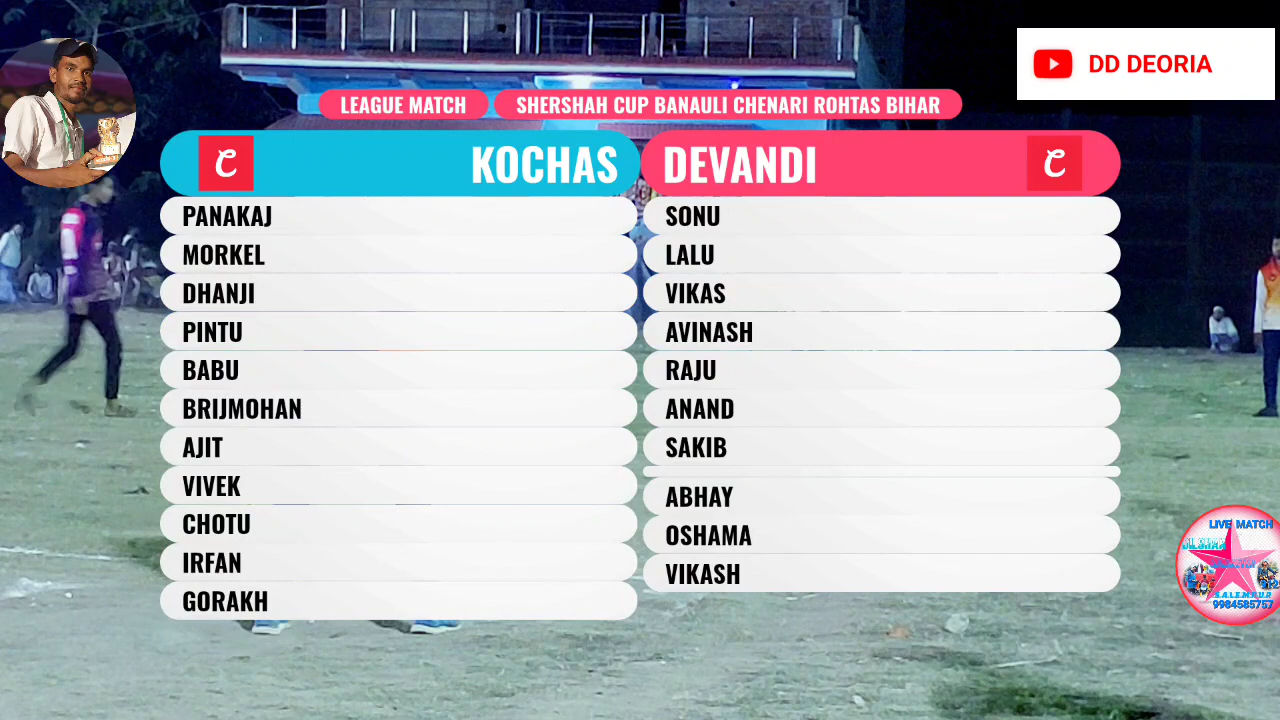 DD DEORIA
LEAGUE MATCH
SHERSHAH CUP BANAULI CHENARI ROHTAS BIHAR
C
KOCHAS
DEVANDI
C
PANAKAJ
MORKEL
DHANJI
PINTU
BABU
BRIJMOHAN
AJIT
VIVEK
CHOTU
IRFAN
GORAKH
SONU
LALU
VIKAS
AVINASH
RAJU
ANAND
SAKIB
ABHAY
OSHAMA
VIKASH
LIVE MATCH
SALEMPUR
9984585757